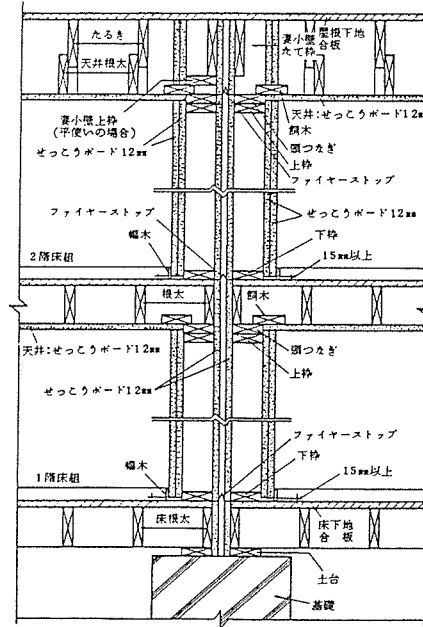 たるき
天井根太
妻小壁
たて枠
屋根下地
合板
妻小壁上枠
(平使いの場合)
せっこうボード12mm
天井:せっこうボード12mm
飼木
頭つなぎ
上枠
ファイヤーストップ
せっこうボード12mm
ファイヤーストップ
幅木
下枠
2階床組
15mm以上
根太
飼木
天井:せっこうボード12mm
頭つなぎ
上枠
せっこうボード12mm
ファイヤーストップ
幅木
下枠
1階床組
15mm以上
床根太
床下地
合板
土台
基礎